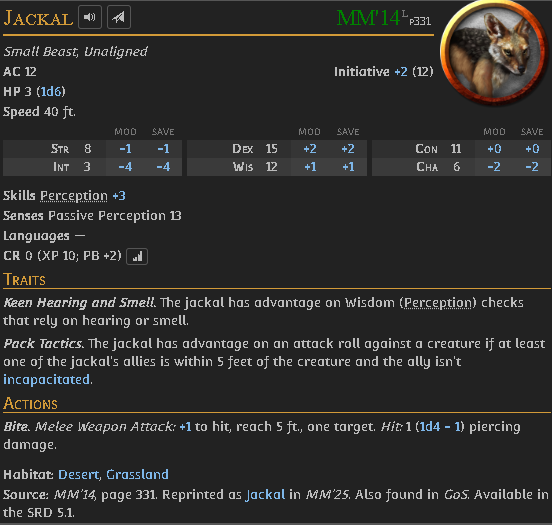 JACKAL MM'14 L P331
Small Beast, Unaligned
AC 12 Initiative +2 (12)
HP 3 (1d6)
Speed 40 ft.
MOD SAVE MOD SAVE MOD SAVE
STR 8 −1 −1 DEX 15 +2 +2 CON 11 +0 +0
INT 3 −4 −4 WIS 12 +1 +1 CHA 6 −2 −2
Skills Perception +3
Senses Passive Perception 13
Languages —
CR 0 (XP 10; PB +2)
TRAITS
Keen Hearing and Smell. The jackal has advantage on Wisdom (Perception) checks
that rely on hearing or smell.
Pack Tactics. The jackal has advantage on an attack roll against a creature if at least
one of the jackal's allies is within 5 feet of the creature and the ally isn't
incapacitated.
ACTIONS
Bite. Melee Weapon Attack: +1 to hit, reach 5 ft., one target. Hit: 1 (1d4 − 1) piercing
damage.
Habitat: Desert, Grassland
Source: MM'14, page 331. Reprinted as Jackal in MM'25. Also found in GoS. Available in
the SRD 5.1.